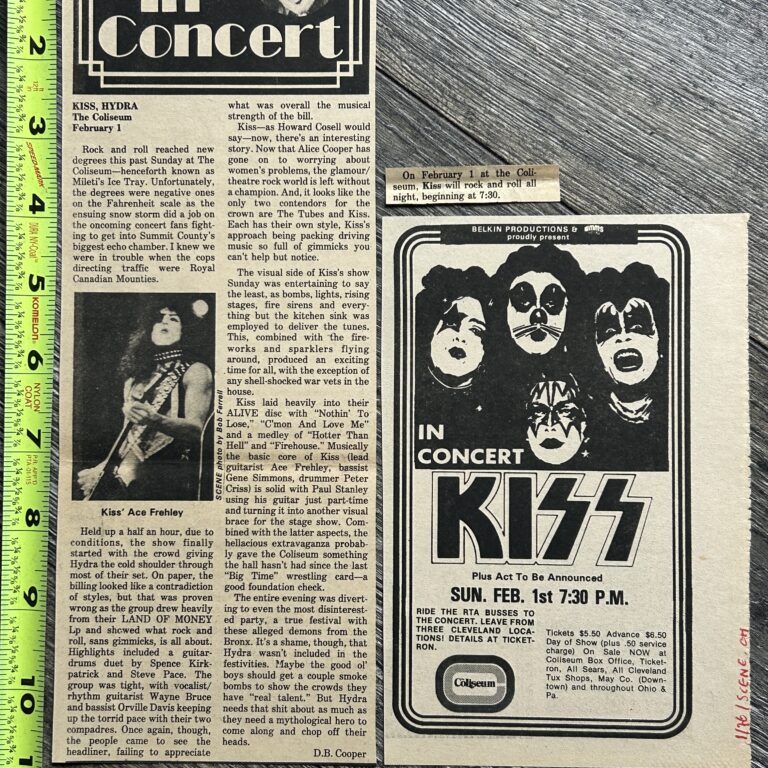 In
Concert
KISS, HYDRA
The Coliseum
February 1
Rock and roll reached new
degrees this past Sunday at The
Coliseum—henceforth known as
Mileti's Ice Tray. Unfortunately,
the degrees were negative ones
on the Fahrenheit scale as the
ensuing snow storm did a job on
the oncoming concert fans fight-
ing to get into Summit County's
biggest echo chamber. I knew we
were in trouble when the cops
directing traffic were Royal
Canadian Mounties.
SCENE photo by Bob Ferrell
Kiss' Ace Frehley
Held up a half an hour, due to
conditions, the show finally
started with the crowd giving
Hydra the cold shoulder through
most of their set. On paper, the
billing looked like a contradiction
of styles, but that was proven
wrong as the group drew heavily
from their LAND OF MONEY
Lp and showed what rock and
roll, sans gimmicks, is all about.
Highlights included a guitar-
drums duet by Spence Kirk-
patrick and Steve Pace. The
group was tight, with vocalist/
rhythm guitarist Wayne Bruce
and bassist Orville Davis keeping
up the torrid pace with their two
compadres. Once again, though,
the people came to see the
headliner, failing to appreciate
what was overall the musical
strength of the bill.
Kiss—as Howard Cosell would
say—now, there's an interesting
story. Now that Alice Cooper has
gone on to worrying about
women's problems, the glamour/
theatre rock world is left without
a champion. And, it looks like the
only two contenders for the
crown are The Tubes and Kiss.
Each has their own style, Kiss's
approach being packing driving
music so full of gimmicks you
can't help but notice.
The visual side of Kiss's show
Sunday was entertaining to say
the least, as bombs, lights, rising
stages, fire sirens and every-
thing but the kitchen sink was
employed to deliver the tunes.
This, combined with the fire-
works and sparklers flying
around, produced an exciting
time for all, with the exception of
any shell-shocked war vets in the
house.
Kiss laid heavily into their
ALIVE disc with "Nothin' To
Lose," "C'mon And Love Me"
and a medley of "Hotter Than
Hell" and "Firehouse." Musically
the basic core of Kiss (lead
guitarist Ace Frehley, bassist
Gene Simmons, drummer Peter
Criss) is solid with Paul Stanley
using his guitar just part-time
and turning it into another visual
brace for the stage show. Com-
bined with the latter aspects, the
hellacious extravaganza probab-
ly gave the Coliseum something
the hall hasn't had since the last
"Big Time" wrestling card—a
good foundation check.
The entire evening was divert-
ing to even the most disinterest-
ed party, a true festival with
these alleged demons from the
Bronx. It's a shame, though, that
Hydra wasn't included in the
festivities. Maybe the good ol'
boys should get a couple smoke
bombs to show the crowds they
have "real talent." But Hydra
needs that shit about as much as
they need a mythological hero to
come along and chop off their
heads.
D.B. Cooper
On February 1 at the Coli-
seum, Kiss will rock and roll all
night, beginning at 7:30.
BELKIN PRODUCTIONS &
proudly present
IN
CONCERT
KISS
Plus Act To Be Announced
SUN. FEB. 1st 7:30 P.M.
RIDE THE RTA BUSSES TO
THE CONCERT. LEAVE FROM
THREE CLEVELAND LOCA-
TIONS! DETAILS AT TICKET-
RON.
Coliseum
Tickets $5.50 Advance $6.50
Day of Show (plus .50 service
charge) On Sale NOW at
Coliseum Box Office, Ticket-
ron, All Sears, All Cleveland
Tux Shops, May Co. (Down-
town) and throughout Ohio &
Pa.
1/76/SCENE, OH
2
3
SPEEDMARK
4
5
KOMELON
6
NYLON
COAT
7
8
9
10